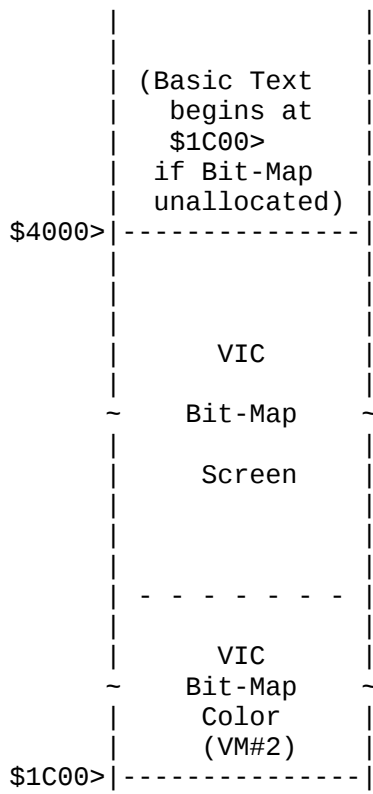 (Basic Text
begins at
$1C00>
if Bit-Map
unallocated)
$4000>|---------------|
VIC
~ Bit-Map ~
Screen
- - - - - - -
VIC
~ Bit-Map ~
Color
(VM#2)
$1C00>|---------------|